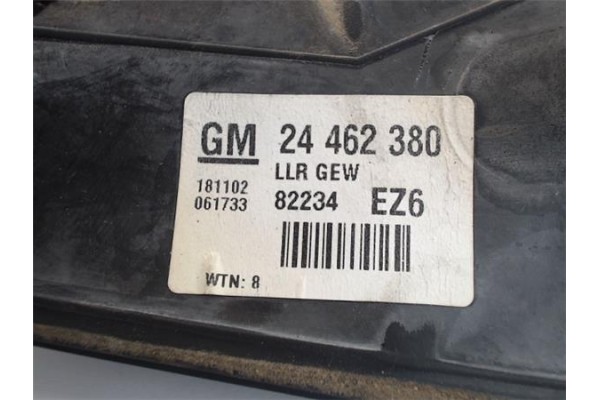 GM 24 462 380
LLR GEW
181102
061733 82234 EZ6
WTN: 8